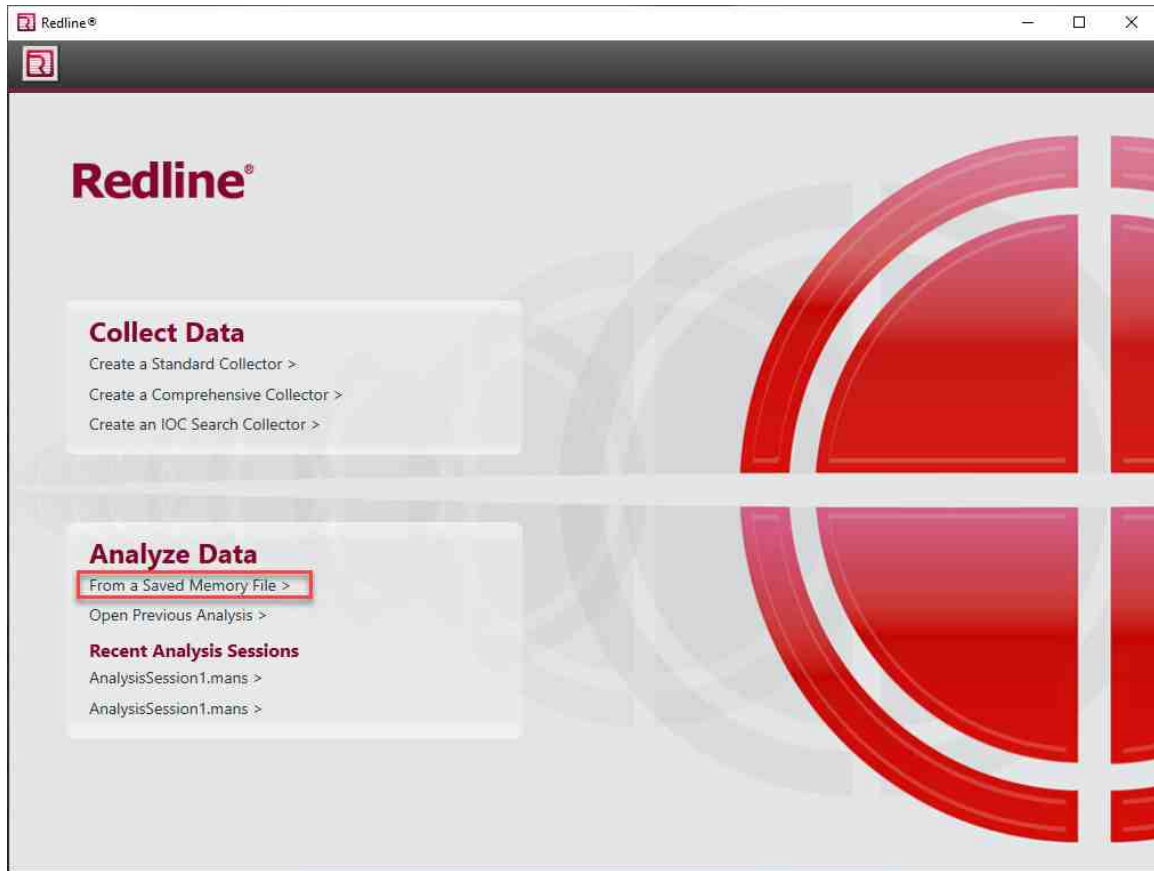 Redline®
Redline®
Collect Data
Create a Standard Collector >
Create a Comprehensive Collector >
Create an IOC Search Collector >
Analyze Data
From a Saved Memory File >
Open Previous Analysis >
Recent Analysis Sessions
AnalysisSession1.mans >
AnalysisSession1.mans >